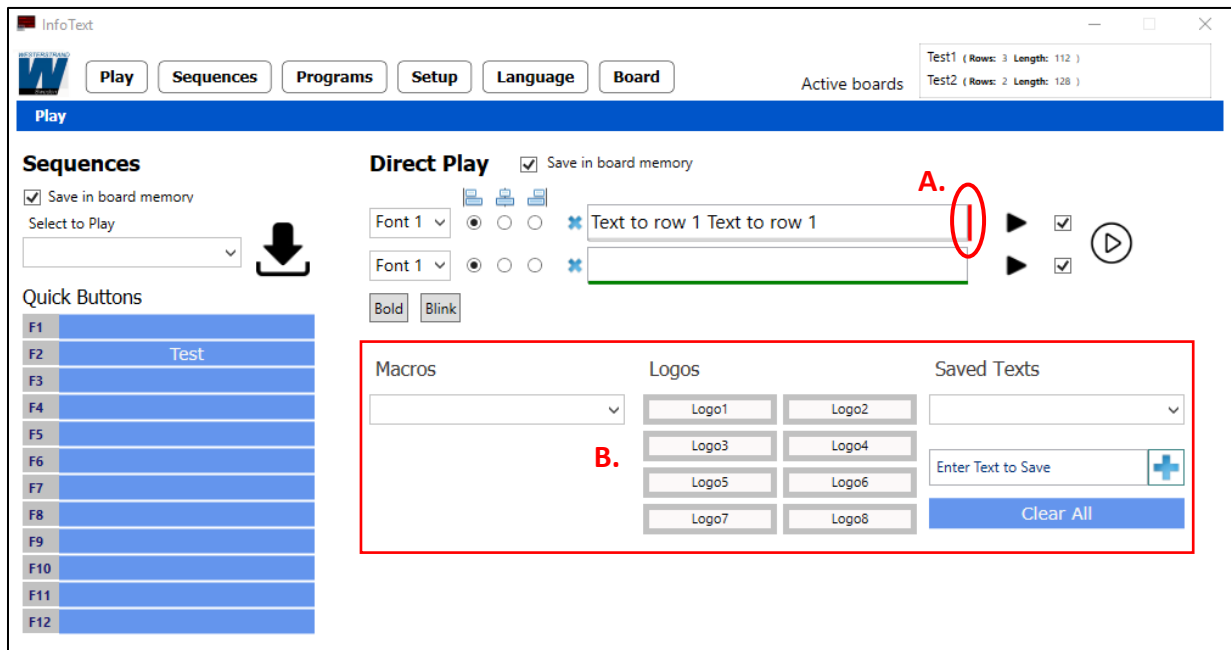 InfoText
WESTERSTRAND
W
Play Sequences Programs Setup Language Board
Active boards
Test1 ( Rows: 3 Length: 112 )
Test2 ( Rows: 2 Length: 128 )
Play
Sequences
Save in board memory
Select to Play
Quick Buttons
F1
F2 Test
F3
F4
F5
F6
F7
F8
F9
F10
F11
F12
Direct Play Save in board memory
A.
Font 1 Text to row 1 Text to row 1
Font 1
Bold Blink
Macros
B.
Logos
Logo1 Logo2
Logo3 Logo4
Logo5 Logo6
Logo7 Logo8
Saved Texts
Enter Text to Save
Clear All